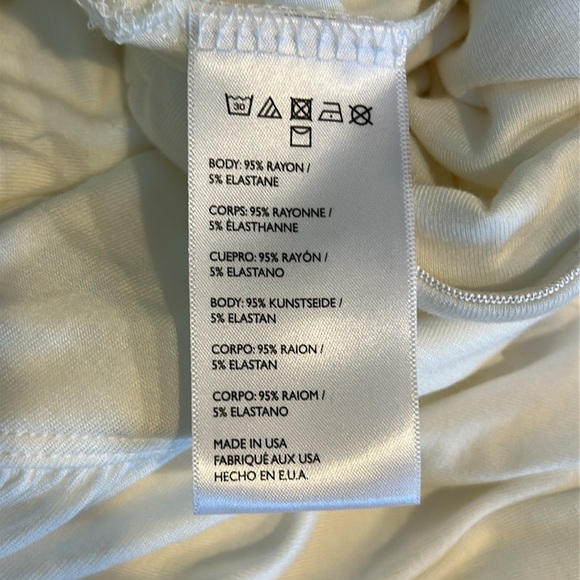 30
BODY: 95% RAYON /
5% ELASTANE
CORPS: 95% RAYONNE /
5% ÉLASTHANNE
CUEPRO: 95% RAYÓN /
5% ELASTANO
BODY: 95% KUNSTSEIDE /
5% ELASTAN
CORPO: 95% RAION /
5% ELASTAN
CORPO: 95% RAIOM /
5% ELASTANO
MADE IN USA
FABRIQUÉ AUX USA
HECHO EN E.U.A.